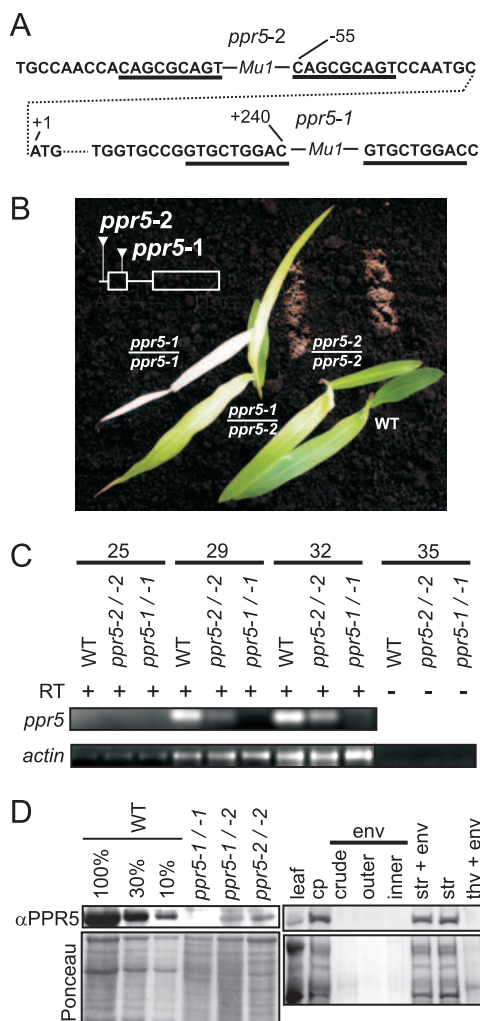 A
ppr5-2 -55
TGCCAACCACAGCGCAGT—Mu1—CAGCGCAGTCCAATGC
+1 +240 ppr5-1
ATG TGGTGCCGGTGCTGGAC—Mu1—GTGCTGGACC
B
ppr5-2
ppr5-1
ppr5-1 / ppr5-1
ppr5-2 / ppr5-2
ppr5-1 / ppr5-2
WT
C
25 29 32 35
WT ppr5-2 / -2 ppr5-1 / -1 WT ppr5-2 / -2 ppr5-1 / -1 WT ppr5-2 / -2 ppr5-1 / -1 WT ppr5-2 / -2 ppr5-1 / -1
RT + + + + + + + + + - - -
ppr5
actin
D
WT env
100% 30% 10% ppr5-1 / -1 ppr5-1 / -2 ppr5-2 / -2 leaf cp crude outer inner str + env str thy + env
αPPR5
Ponceau